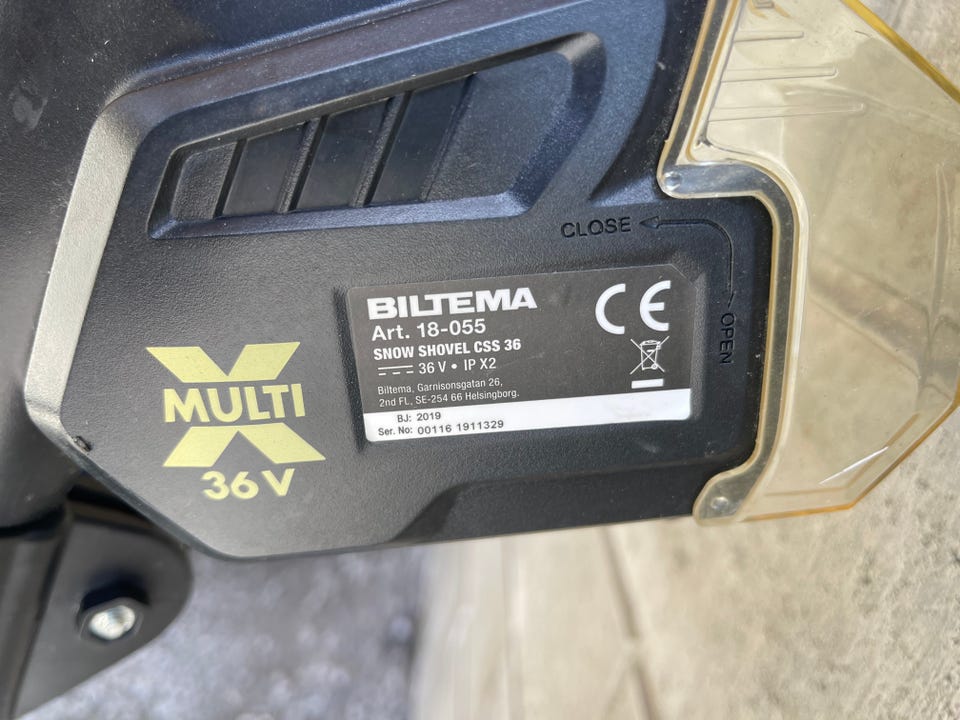 CLOSE
OPEN
BILTEMA
Art. 18-055
SNOW SHOVEL CSS 36
36 V • IP X2
Biltema, Garnisonsgatan 26,
2nd FL, SE-254 66 Helsingborg.
BJ: 2019
Ser. No: 00116 1911329
CE
X
MULTI
36 V